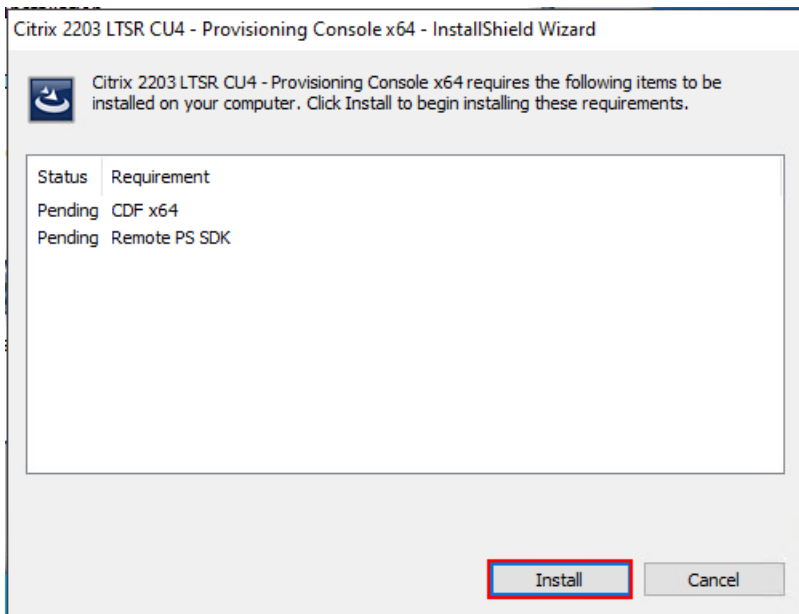 Citrix 2203 LTSR CU4 - Provisioning Console x64 - InstallShield Wizard
Citrix 2203 LTSR CU4 - Provisioning Console x64 requires the following items to be
installed on your computer. Click Install to begin installing these requirements.
Status Requirement
Pending CDF x64
Pending Remote PS SDK
Install Cancel